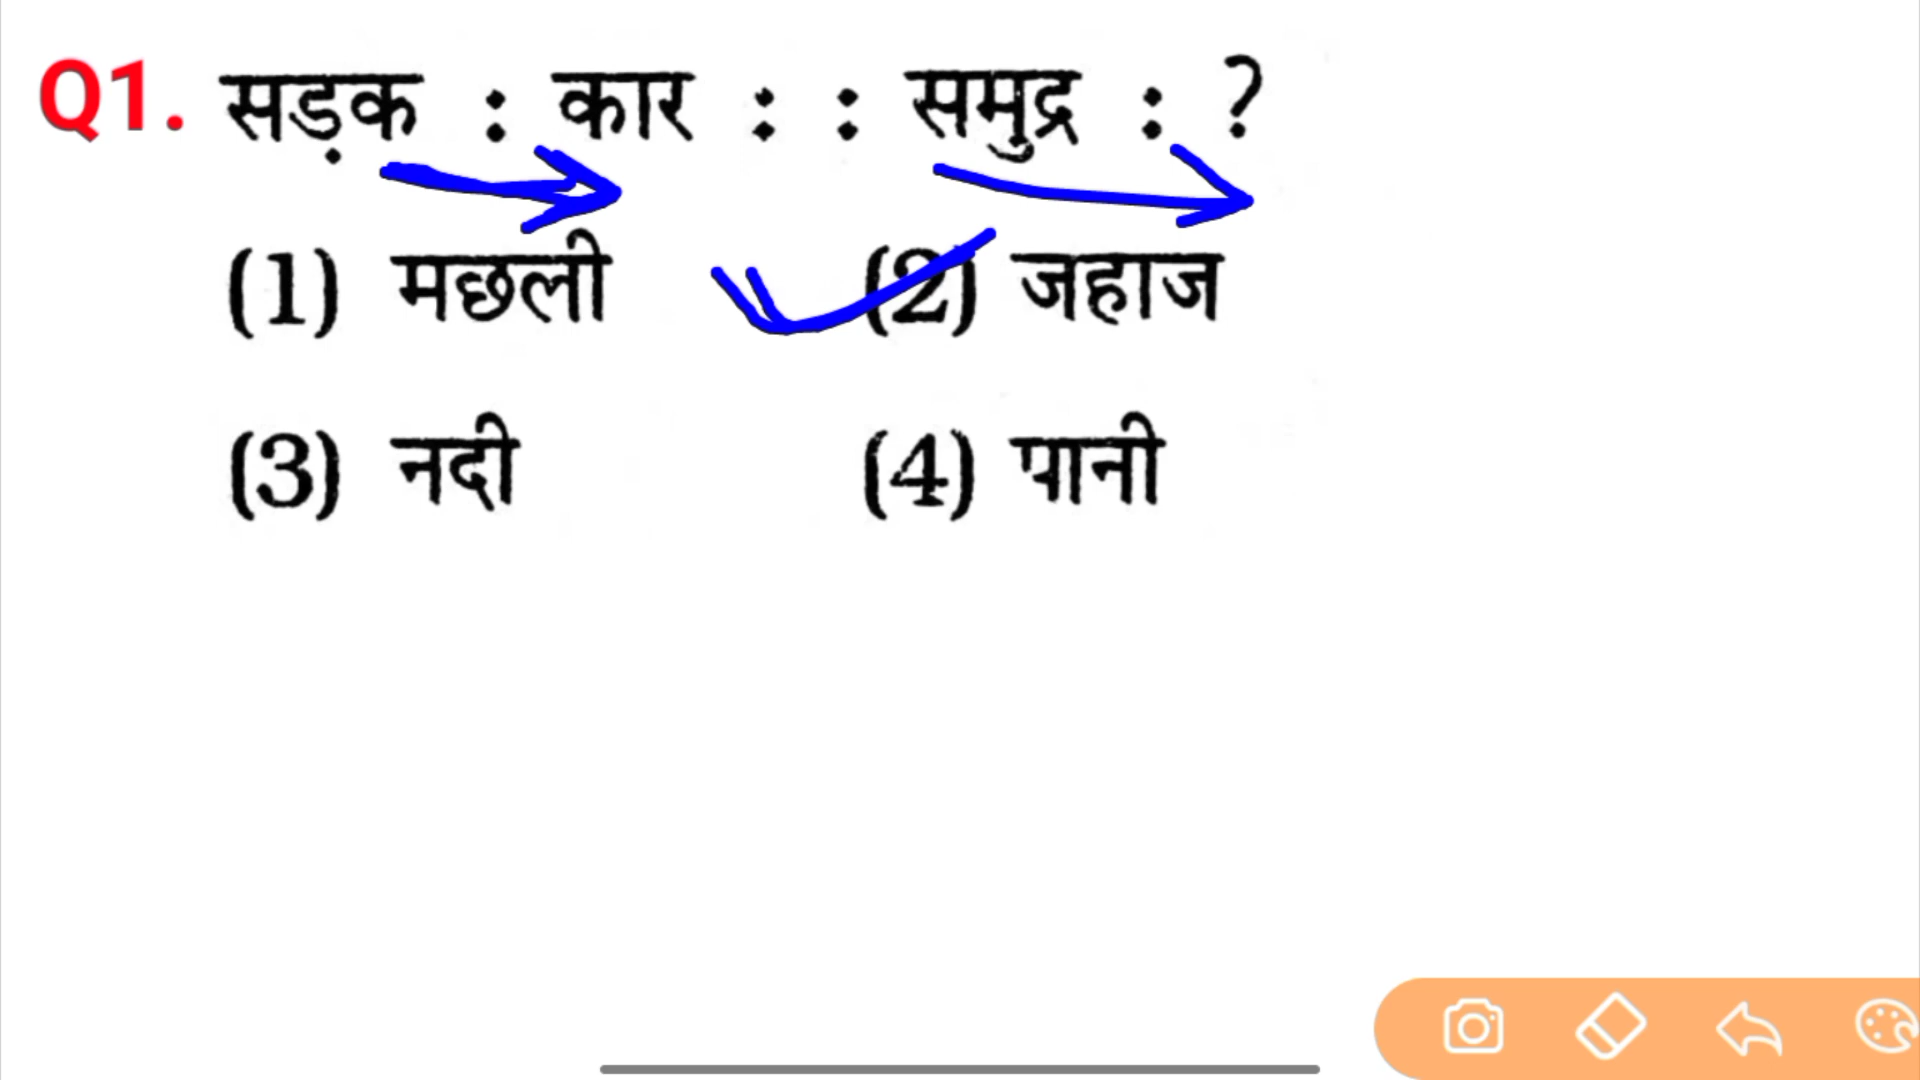 Q1. सड़क : कार : : समुद्र : ?
(1) मछली (2) जहाज
(3) नदी (4) पानी